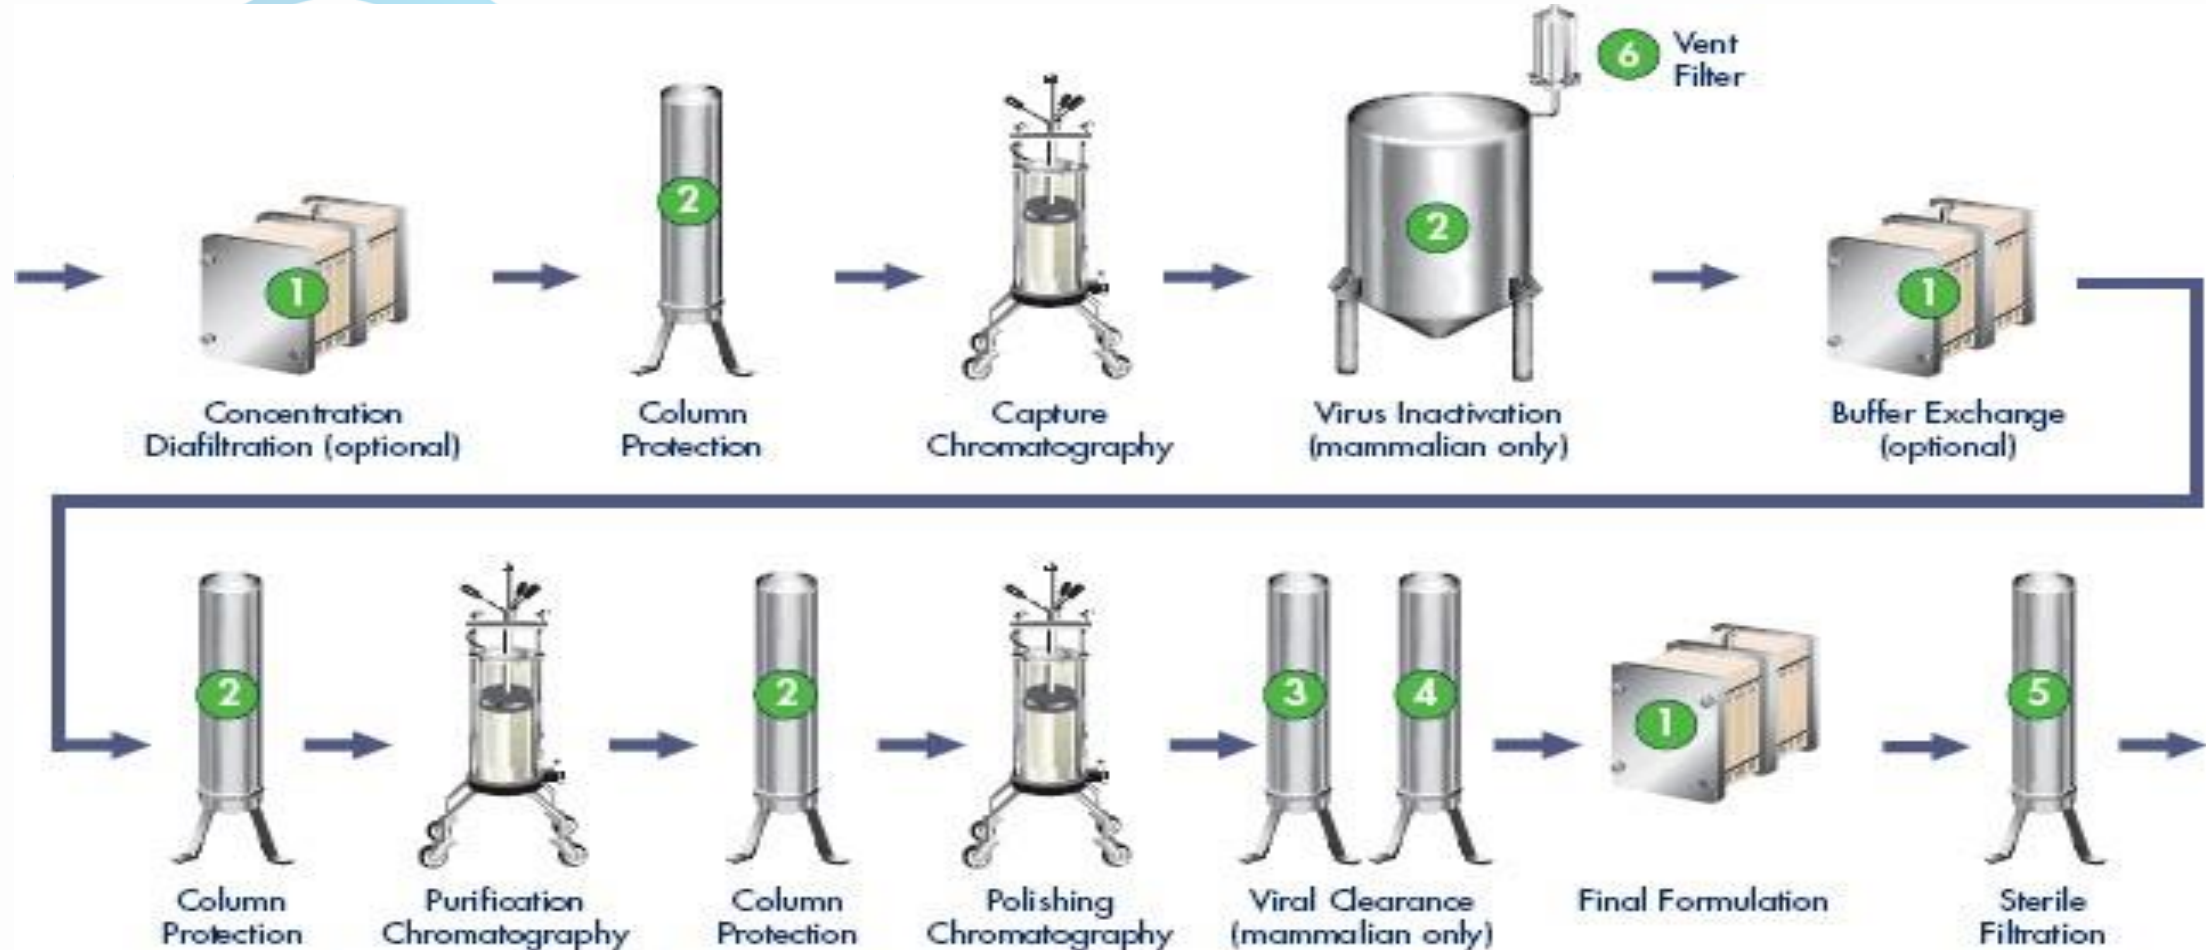 6
Vent
Filter
2
2
1
1
Concentration
Diafiltration (optional)
Column
Protection
Capture
Chromatography
Virus Inactivation
(mammalian only)
Buffer Exchange
(optional)
2
2
3
4
1
5
Column
Protection
Purification
Chromatography
Column
Protection
Polishing
Chromatography
Viral Clearance
(mammalian only)
Final Formulation
Sterile
Filtration